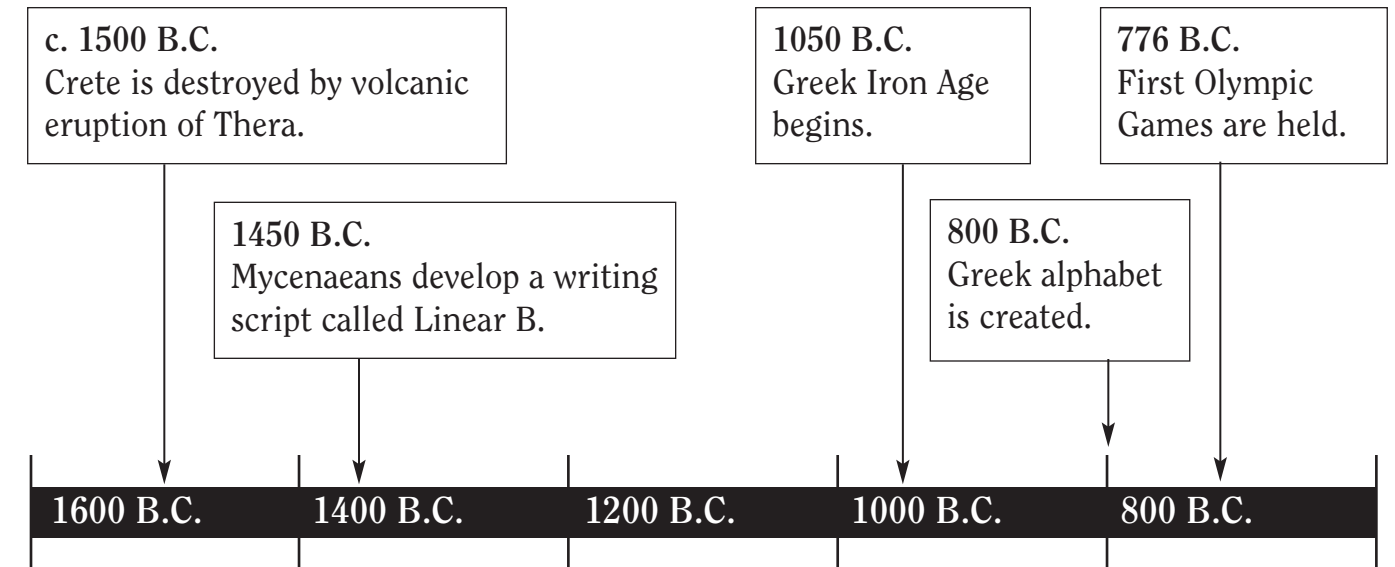 c. 1500 B.C.
Crete is destroyed by volcanic
eruption of Thera.
1450 B.C.
Mycenaeans develop a writing
script called Linear B.
1050 B.C.
Greek Iron Age
begins.
800 B.C.
Greek alphabet
is created.
776 B.C.
First Olympic
Games are held.
1600 B.C.
1400 B.C.
1200 B.C.
1000 B.C.
800 B.C.